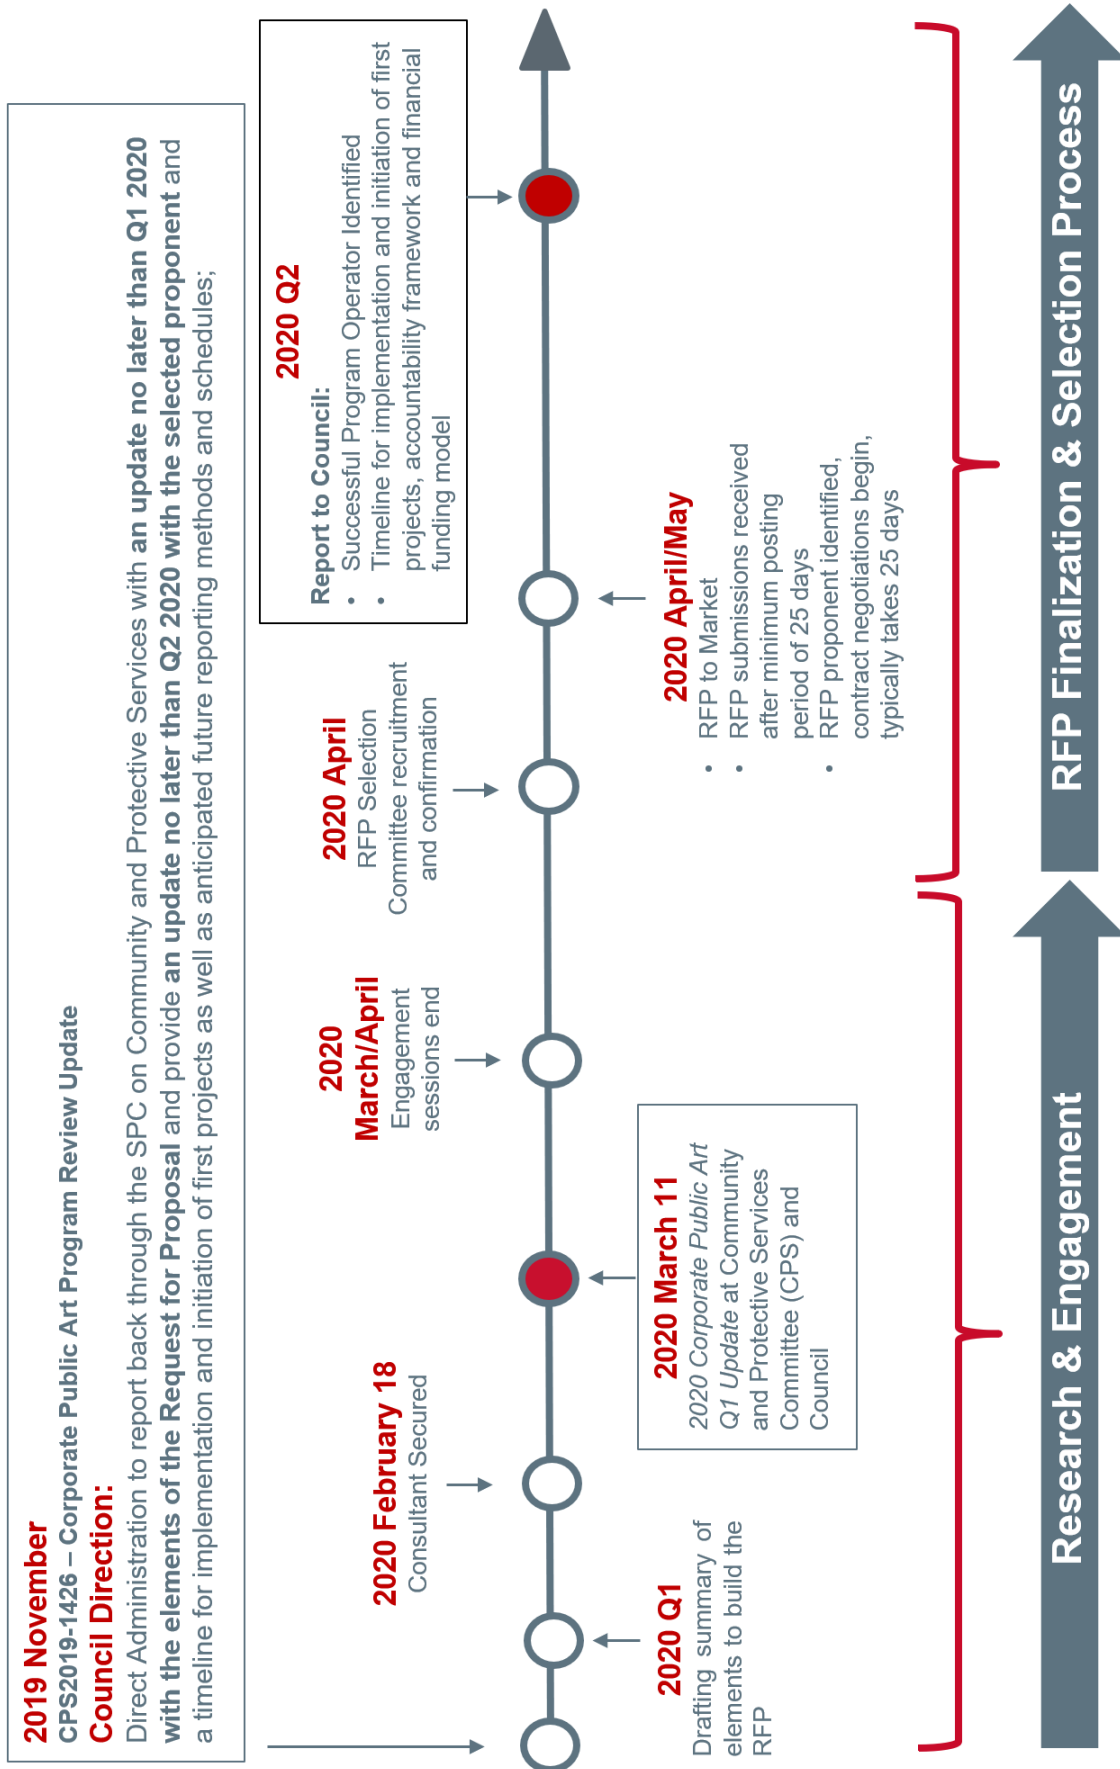 2019 November
CPS2019-1426 – Corporate Public Art Program Review Update
Council Direction:
Direct Administration to report back through the SPC on Community and Protective Services with an update no later than Q1 2020
with the elements of the Request for Proposal and provide an update no later than Q2 2020 with the selected proponent and
a timeline for implementation and initiation of first projects as well as anticipated future reporting methods and schedules;
2020 Q1
Drafting summary of
elements to build the
RFP
2020 February 18
Consultant Secured
2020 March 11
2020 Corporate Public Art
Q1 Update at Community
and Protective Services
Committee (CPS) and
Council
2020
March/April
Engagement
sessions end
2020 April
RFP Selection
Committee recruitment
and confirmation
2020 April/May
• RFP to Market
• RFP submissions received
after minimum posting
period of 25 days
• RFP proponent identified,
contract negotiations begin,
typically takes 25 days
2020 Q2
Report to Council:
• Successful Program Operator Identified
• Timeline for implementation and initiation of first
projects, accountability framework and financial
funding model
Research & Engagement
RFP Finalization & Selection Process